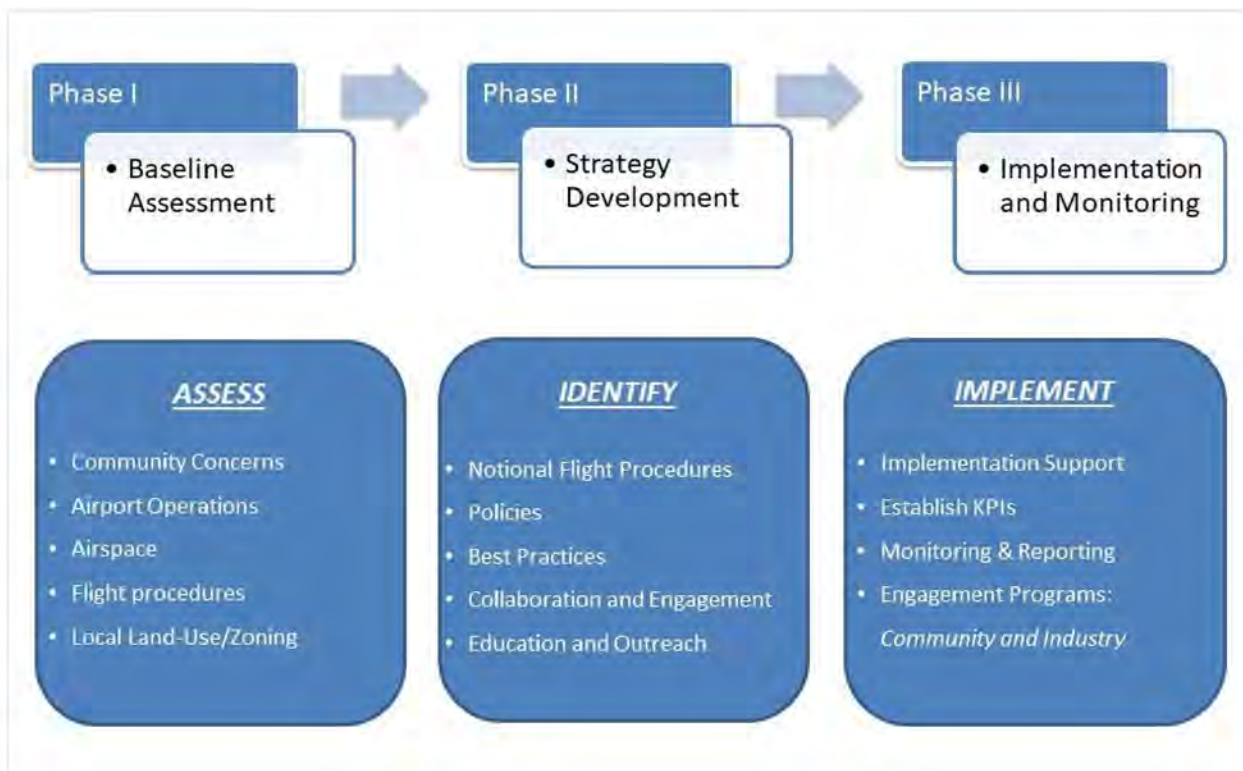 Phase I
• Baseline
Assessment
Phase II
• Strategy
Development
Phase III
• Implementation
and Monitoring
ASSESS
• Community Concerns
• Airport Operations
• Airspace
• Flight procedures
• Local Land-Use/Zoning
IDENTIFY
• Notional Flight Procedures
• Policies
• Best Practices
• Collaboration and Engagement
• Education and Outreach
IMPLEMENT
• Implementation Support
• Establish KPIs
• Monitoring & Reporting
• Engagement Programs:
Community and Industry